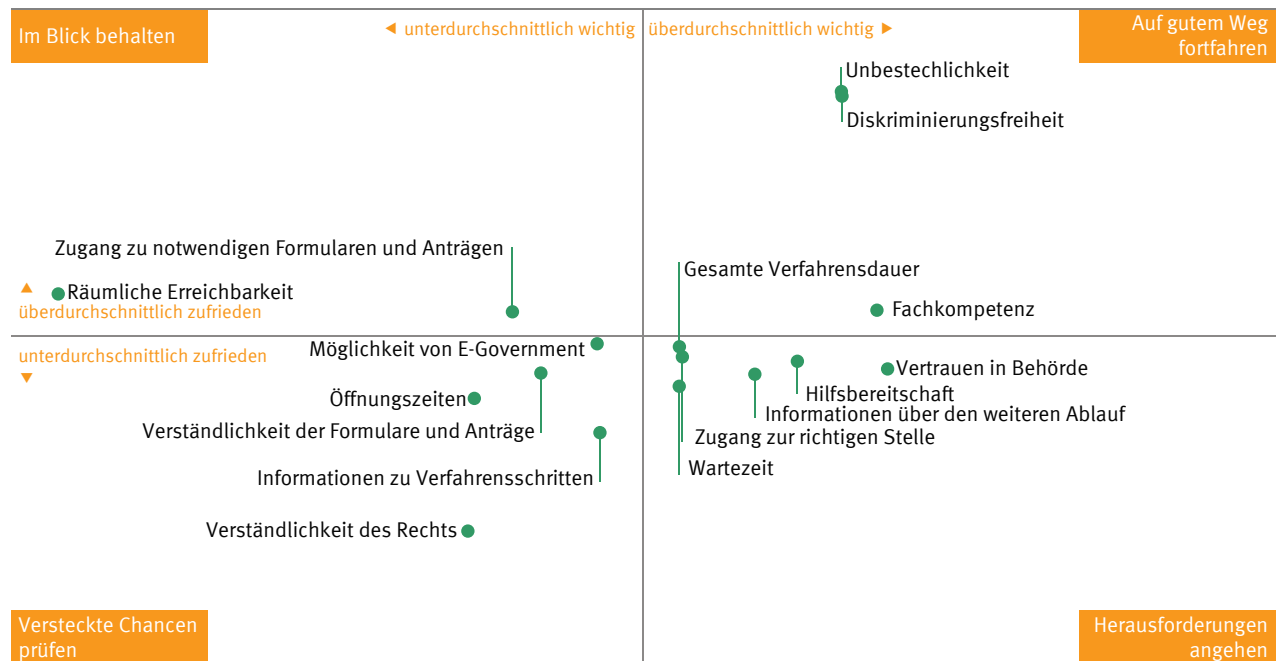 Im Blick behalten
◄ unterdurchschnittlich wichtig
überdurchschnittlich wichtig ►
Auf gutem Weg
fortfahren
Unbestechlichkeit
Diskriminierungsfreiheit
Zugang zu notwendigen Formularen und Anträgen
Gesamte Verfahrensdauer
▲
Räumliche Erreichbarkeit
überdurchschnittlich zufrieden
Fachkompetenz
unterdurchschnittlich zufrieden
▼
Möglichkeit von E-Government
Vertrauen in Behörde
Öffnungszeiten
Hilfsbereitschaft
Informationen über den weiteren Ablauf
Verständlichkeit der Formulare und Anträge
Zugang zur richtigen Stelle
Informationen zu Verfahrensschritten
Wartezeit
Verständlichkeit des Rechts
Versteckte Chancen
prüfen
Herausforderungen
angehen